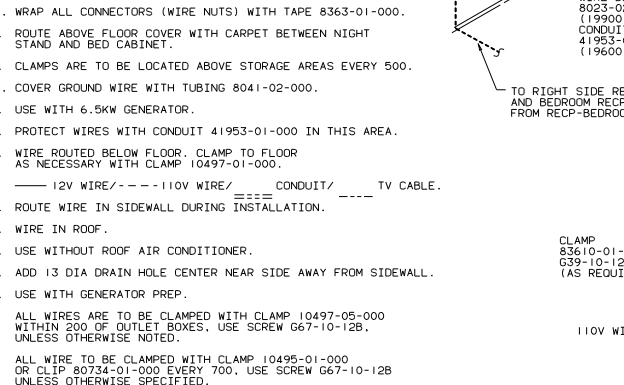 . WRAP ALL CONNECTORS (WIRE NUTS) WITH TAPE 8363-01-000.
ROUTE ABOVE FLOOR COVER WITH CARPET BETWEEN NIGHT
STAND AND BED CABINET.
CLAMPS ARE TO BE LOCATED ABOVE STORAGE AREAS EVERY 500.
. COVER GROUND WIRE WITH TUBING 8041-02-000.
USE WITH 6.5KW GENERATOR.
PROTECT WIRES WITH CONDUIT 41953-01-000 IN THIS AREA.
WIRE ROUTED BELOW FLOOR. CLAMP TO FLOOR
AS NECESSARY WITH CLAMP 10497-01-000.
12V WIRE/ 110V WIRE/ CONDUIT/ TV CABLE.
ROUTE WIRE IN SIDEWALL DURING INSTALLATION.
WIRE IN ROOF.
USE WITHOUT ROOF AIR CONDITIONER.
ADD 13 DIA DRAIN HOLE CENTER NEAR SIDE AWAY FROM SIDEWALL.
USE WITH GENERATOR PREP.
ALL WIRES ARE TO BE CLAMPED WITH CLAMP 10497-05-000
WITHIN 200 OF OUTLET BOXES, USE SCREW G67-10-12B,
UNLESS OTHERWISE NOTED.
ALL WIRE TO BE CLAMPED WITH CLAMP 10495-01-000
OR CLIP 80734-01-000 EVERY 700, USE SCREW G67-10-12B
UNLESS OTHERWISE SPECIFIED.
8023-02
(19900
CONDUIT
41953-
(19600
TO RIGHT SIDE RE
AND BEDROOM RECP
FROM RECP-BEDROO
CLAMP
83610-01-
G39-10-12
(AS REQUI
110V WI